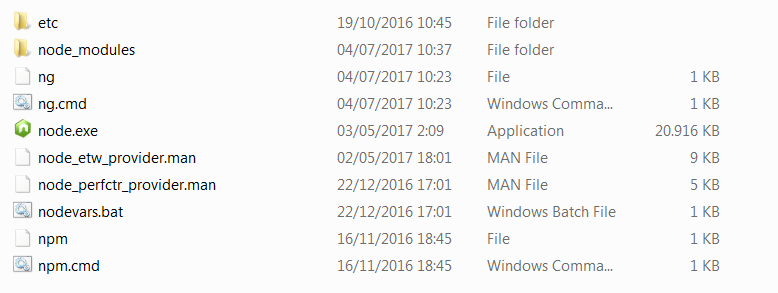 etc 19/10/2016 10:45 File folder
node_modules 04/07/2017 10:37 File folder
ng 04/07/2017 10:23 File 1 KB
ng.cmd 04/07/2017 10:23 Windows Comma... 1 KB
node.exe 03/05/2017 2:09 Application 20.916 KB
node_etw_provider.man 02/05/2017 18:01 MAN File 9 KB
node_perfctr_provider.man 22/12/2016 17:01 MAN File 5 KB
nodevars.bat 22/12/2016 17:01 Windows Batch File 1 KB
npm 16/11/2016 18:45 File 1 KB
npm.cmd 16/11/2016 18:45 Windows Comma... 1 KB